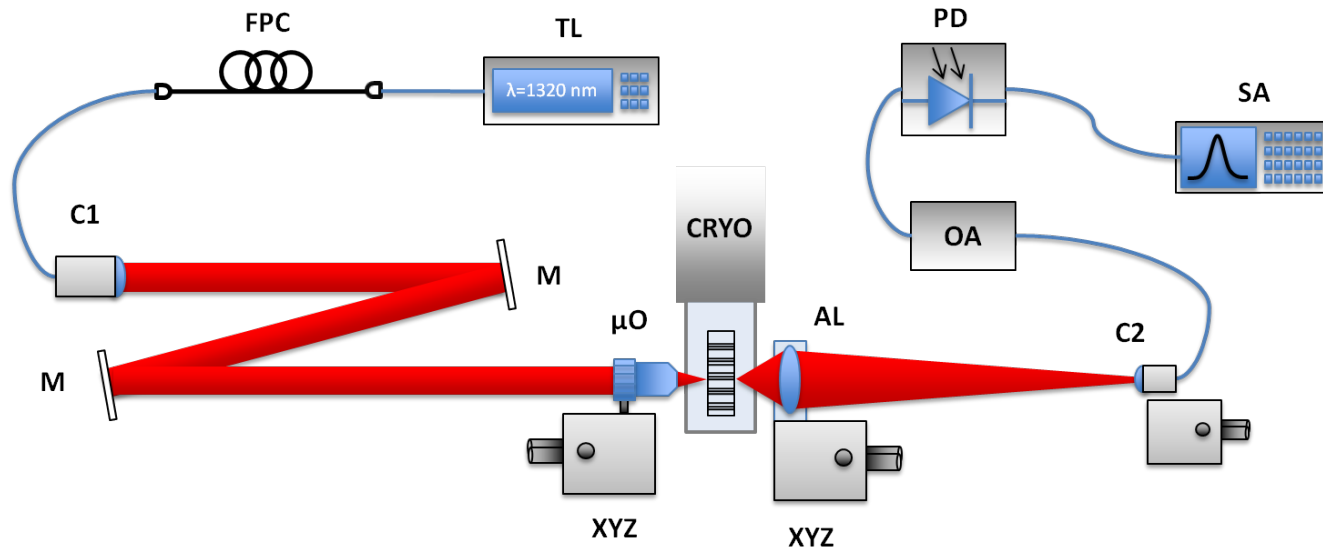 FPC
TL
PD
λ=1320 nm
SA
C1
CRYO
OA
M
µO
AL
C2
M
XYZ
XYZ